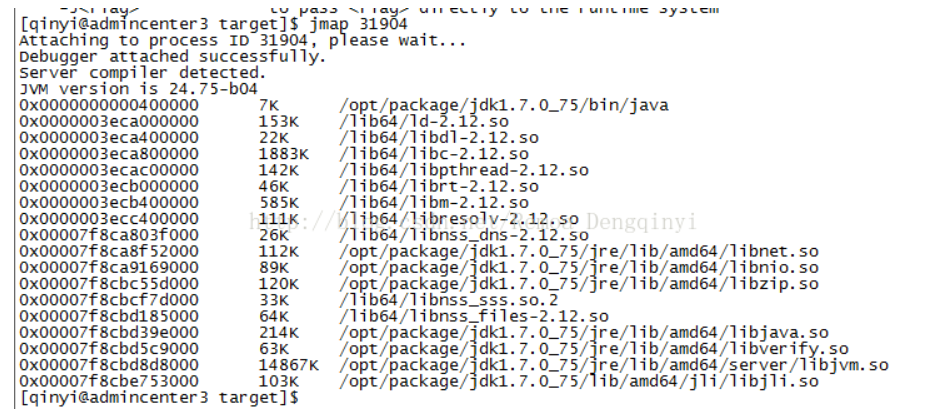 -J<flag> to pass <flag> directly to the runtime system
[qinyi@admincenter3 target]$ jmap 31904
Attaching to process ID 31904, please wait...
Debugger attached successfully.
Server compiler detected.
JVM version is 24.75-b04
0x0000000000400000 7K /opt/package/jdk1.7.0_75/bin/java
0x0000003eca000000 153K /lib64/ld-2.12.so
0x0000003eca400000 22K /lib64/libdl-2.12.so
0x0000003eca800000 1883K /lib64/libc-2.12.so
0x0000003ecac00000 142K /lib64/libpthread-2.12.so
0x0000003ecb000000 46K /lib64/librt-2.12.so
0x0000003ecb400000 585K /lib64/libm-2.12.so
0x0000003ecc400000 111K /lib64/libresolv-2.12.so
0x00007f8ca803f000 26K /lib64/libnss_dns-2.12.so
0x00007f8ca8f52000 112K /opt/package/jdk1.7.0_75/jre/lib/amd64/libnet.so
0x00007f8ca9169000 89K /opt/package/jdk1.7.0_75/jre/lib/amd64/libnio.so
0x00007f8cbc55d000 120K /opt/package/jdk1.7.0_75/jre/lib/amd64/libzip.so
0x00007f8cbcf7d000 33K /lib64/libnss_sss.so.2
0x00007f8cbd185000 64K /lib64/libnss_files-2.12.so
0x00007f8cbd39e000 214K /opt/package/jdk1.7.0_75/jre/lib/amd64/libjava.so
0x00007f8cbd5c9000 63K /opt/package/jdk1.7.0_75/jre/lib/amd64/libverify.so
0x00007f8cbd8d8000 14867K /opt/package/jdk1.7.0_75/jre/lib/amd64/server/libjvm.so
0x00007f8cbe753000 103K /opt/package/jdk1.7.0_75/lib/amd64/jli/libjli.so
[qinyi@admincenter3 target]$